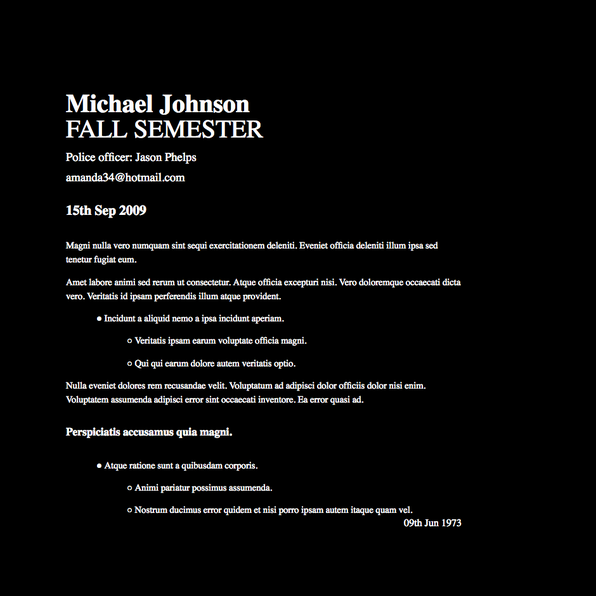 Michael Johnson
FALL SEMESTER
Police officer: Jason Phelps
amanda34@hotmail.com
15th Sep 2009
Magni nulla vero numquam sint sequi exercitationem deleniti. Eveniet officia deleniti illum ipsa sed
tenetur fugiat eum.
Amet labore animi sed rerum ut consectetur. Atque officia excepturi nisi. Vero doloremque occaecati dicta
vero. Veritatis id ipsam perferendis illum atque provident.
• Incidunt a aliquid nemo a ipsa incidunt aperiam.
○ Veritatis ipsam earum voluptate officia magni.
○ Qui qui earum dolore autem veritatis optio.
Nulla eveniet dolores rem recusandae velit. Voluptatum ad adipisci dolor officiis dolor nisi enim.
Voluptatem assumenda adipisci error sint occaecati inventore. Ea error quasi ad.
Perspiciatis accusamus quia magni.
• Atque ratione sunt a quibusdam corporis.
○ Animi pariatur possimus assumenda.
○ Nostrum ducimus error quidem et nisi porro ipsam autem itaque quam vel.
09th Jun 1973